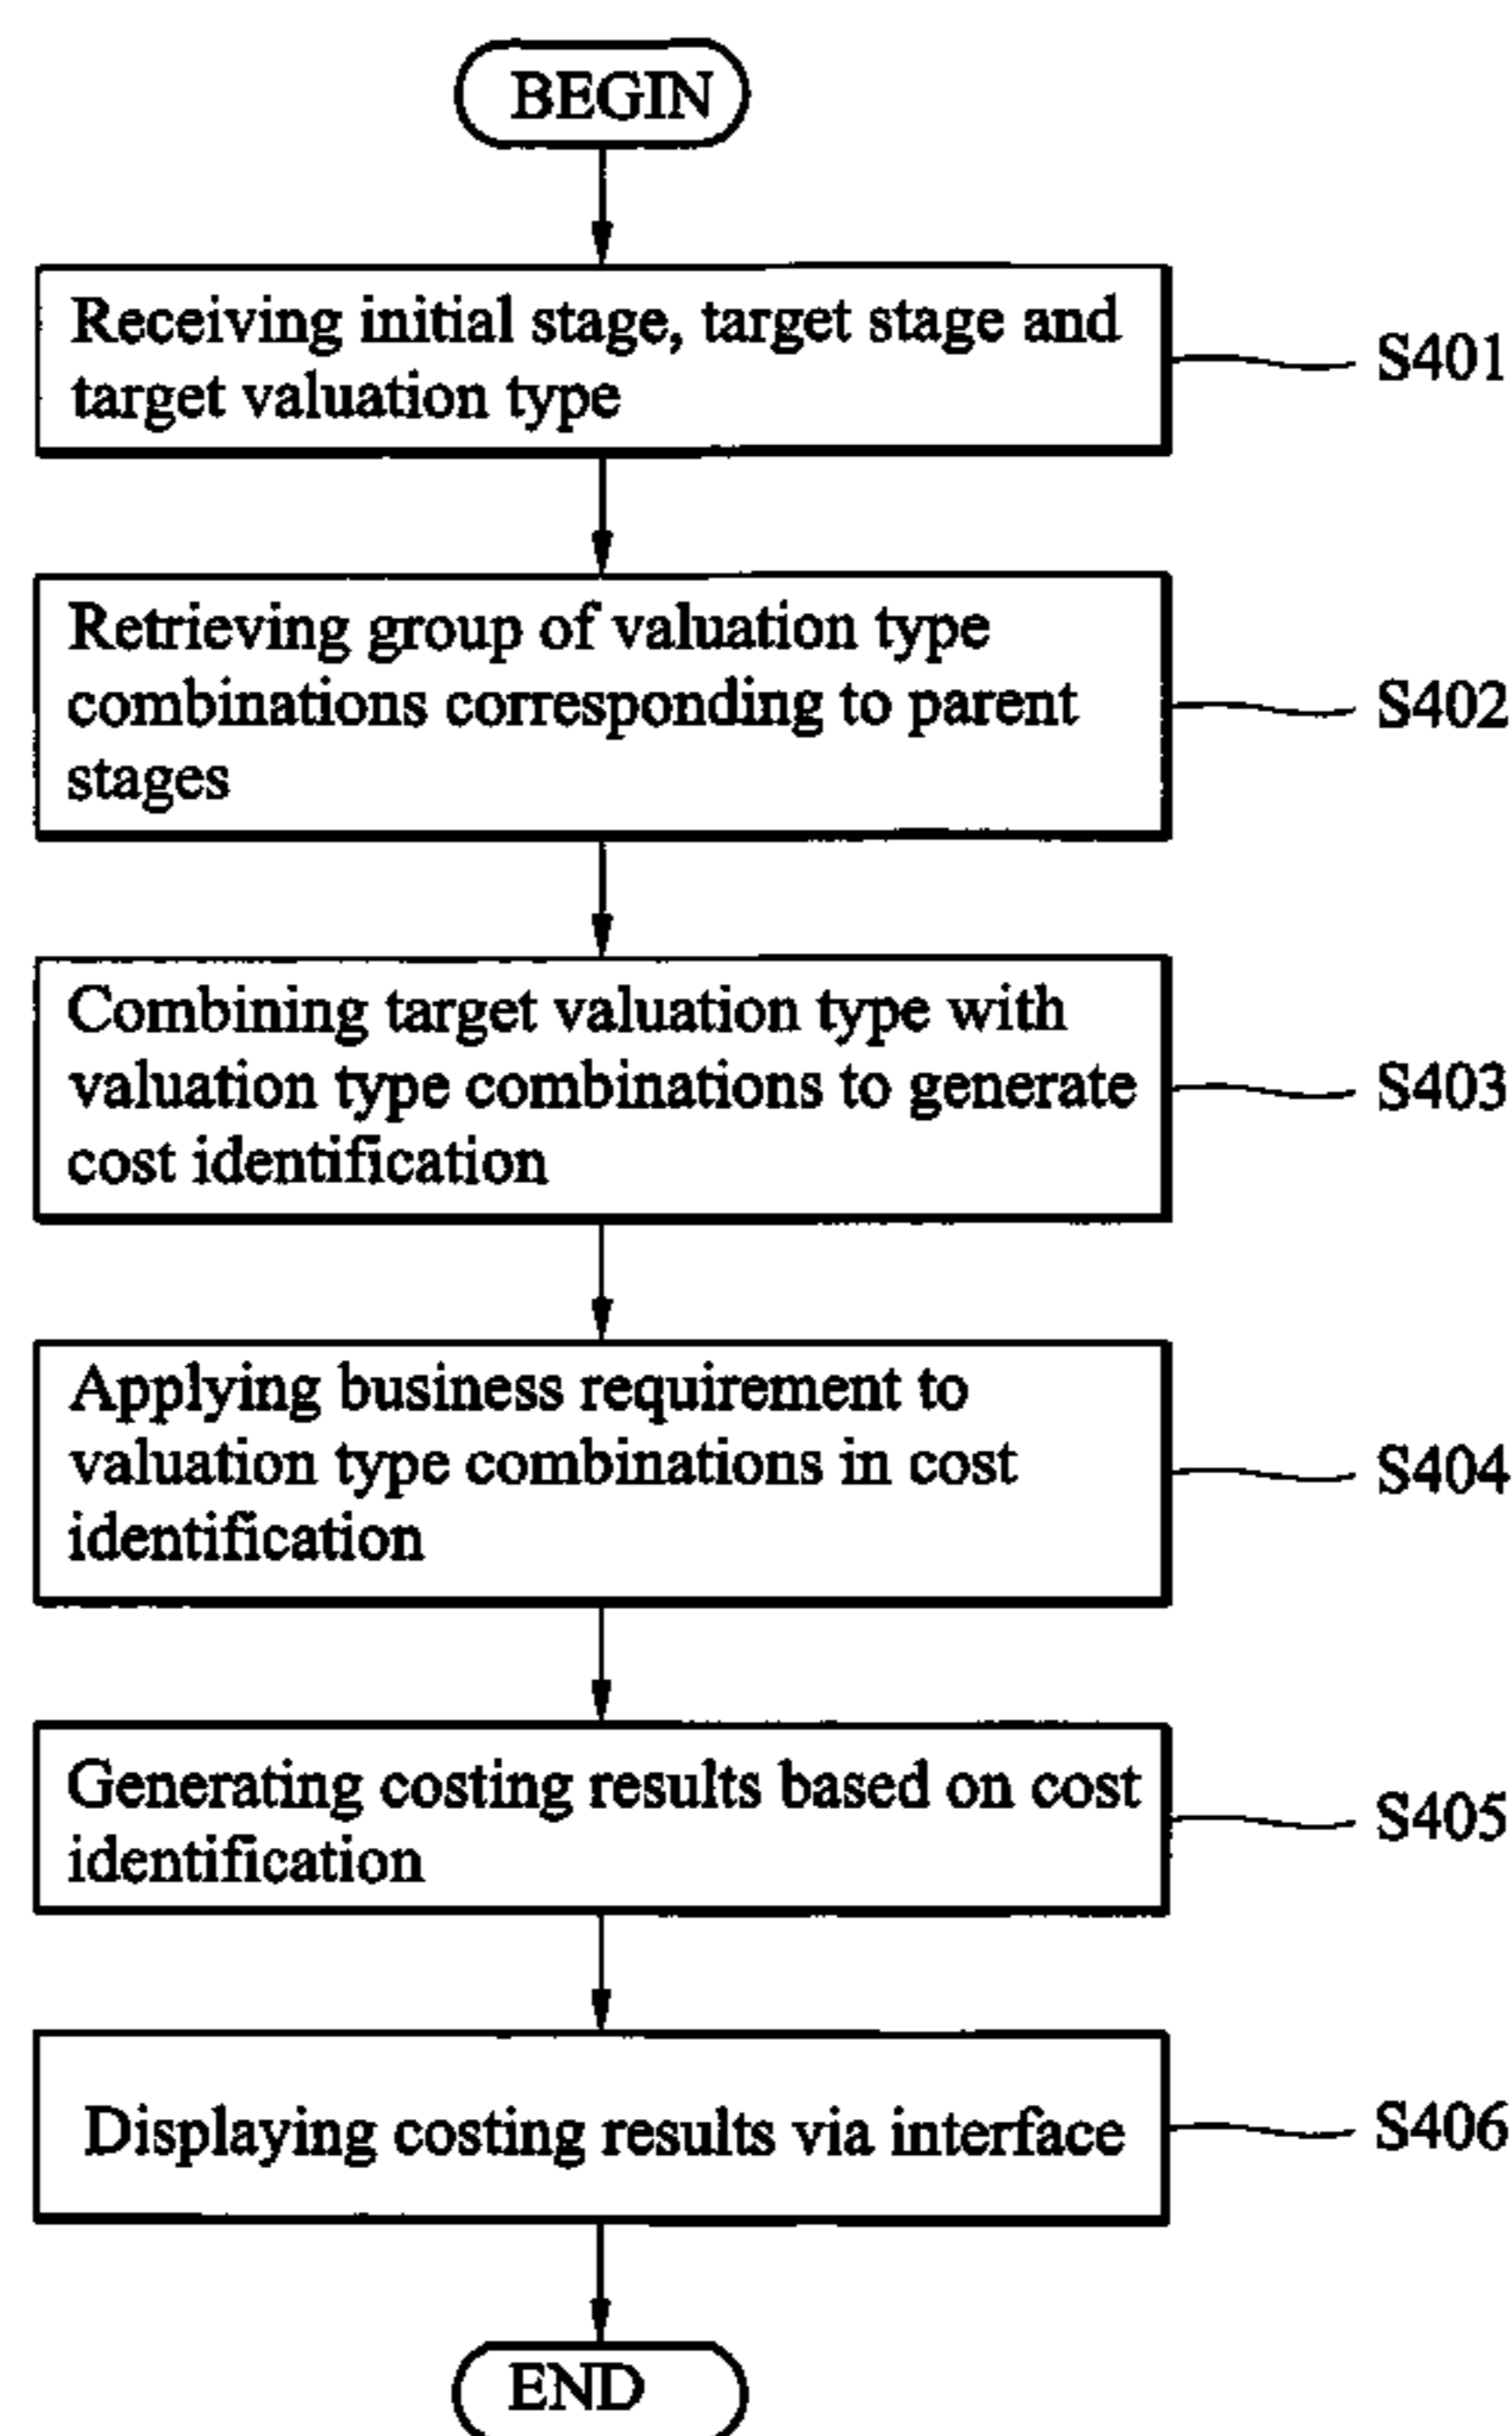 BEGIN
Receiving initial stage, target stage and
target valuation type
S401
Retrieving group of valuation type
combinations corresponding to parent
stages
S402
Combining target valuation type with
valuation type combinations to generate
cost identification
S403
Applying business requirement to
valuation type combinations in cost
identification
S404
Generating costing results based on cost
identification
S405
Displaying costing results via interface
S406
END